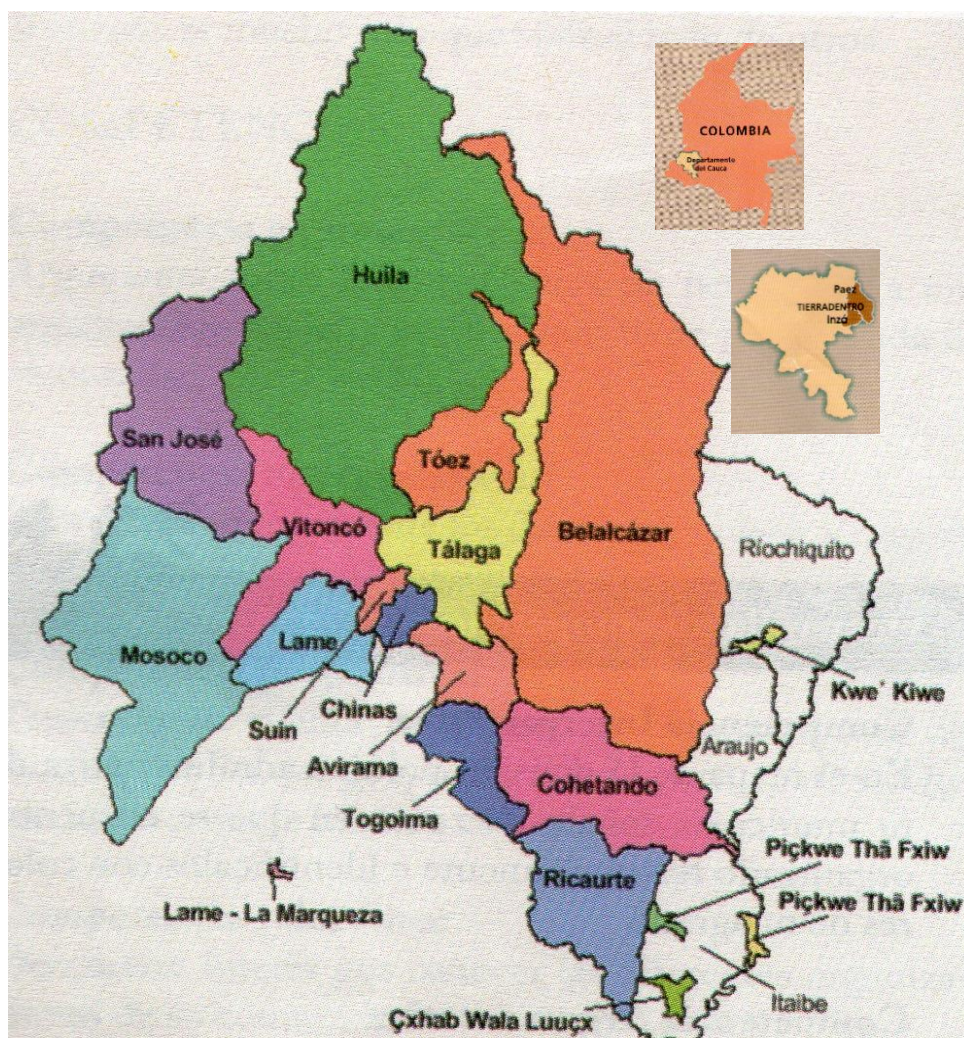 COLOMBIA
Departamento
del Cauca
Paez
TIERRADENTRO
Inzá
Huila
San José
Tóez
Vitoncó
Tálaga
Belalcázar
Ríochiquito
Mosoco
Lame
Kwe´ Kiwe
Chinas
Suin
Araujo
Avirama
Cohetando
Togoima
Piçkwe Thã Fxiw
Ricaurte
Lame - La Marqueza
Piçkwe Thã Fxiw
Itaibe
Çxhab Wala Luuçx